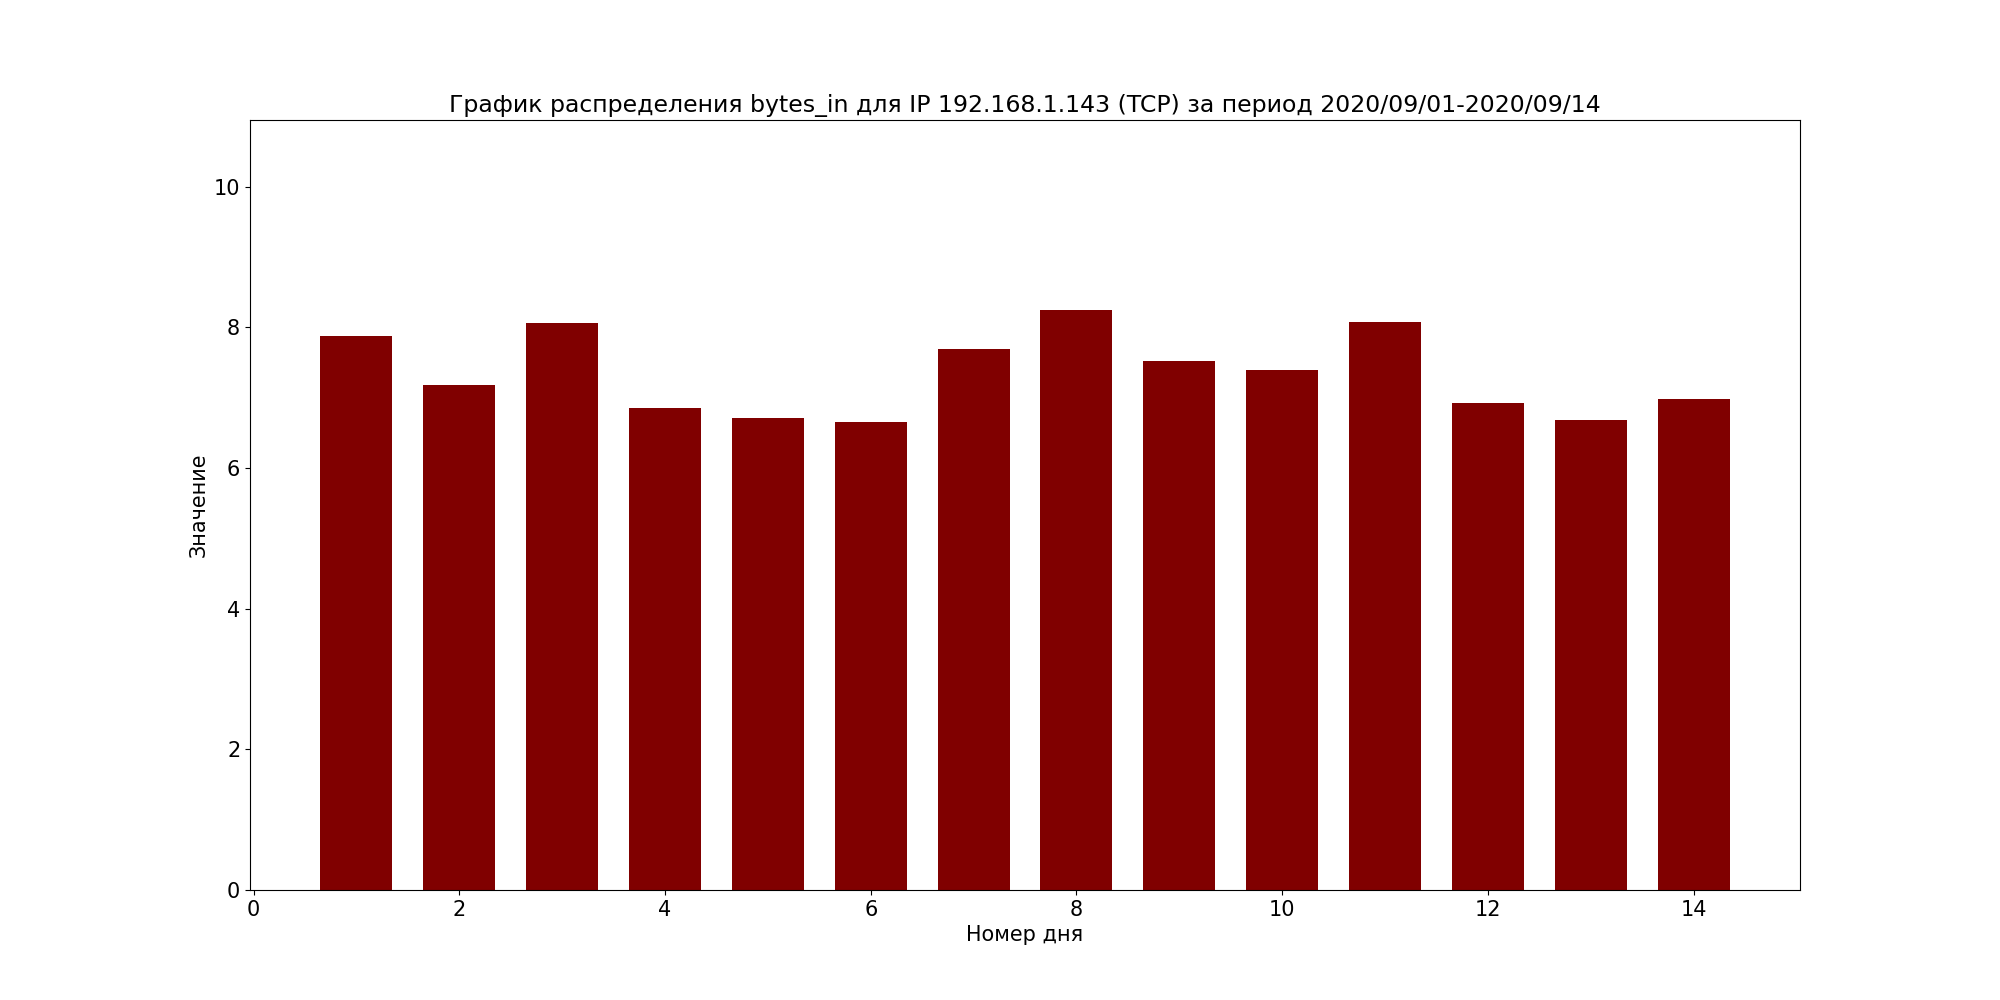 График распределения bytes_in для IP 192.168.1.143 (TCP) за период 2020/09/01-2020/09/14
10
8
6
4
2
0
Значение
0 2 4 6 8 10 12 14
Номер дня